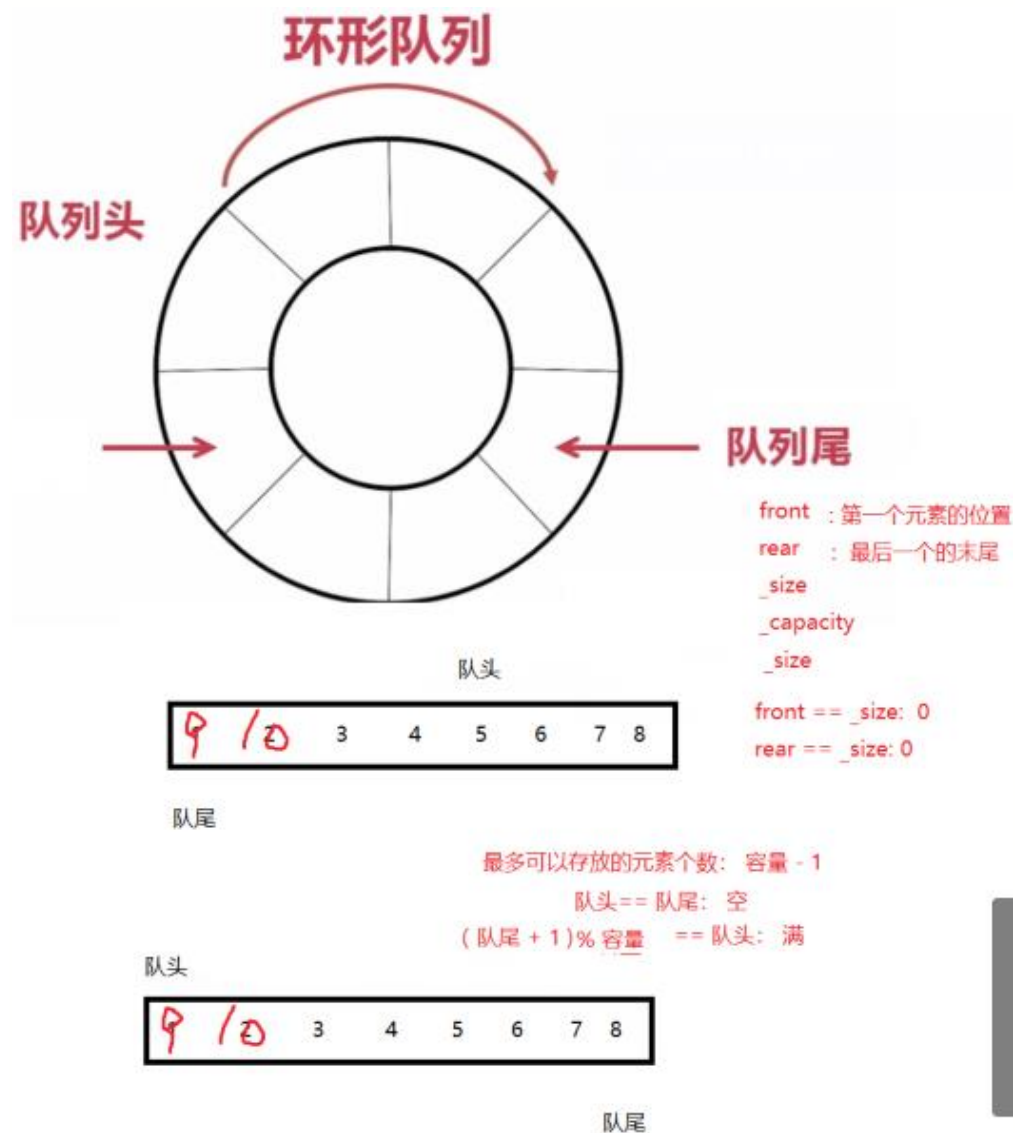 环形队列
队列头
队列尾
front ：第一个元素的位置
rear ：最后一个的末尾
_size
_capacity
_size
队头
9 10 3 4 5 6 7 8
front == _size: 0
rear == _size: 0
队尾
最多可以存放的元素个数： 容量 - 1
队头== 队尾： 空
( 队尾 + 1 )% 容量 == 队头： 满
队头
9 10 3 4 5 6 7 8
队尾